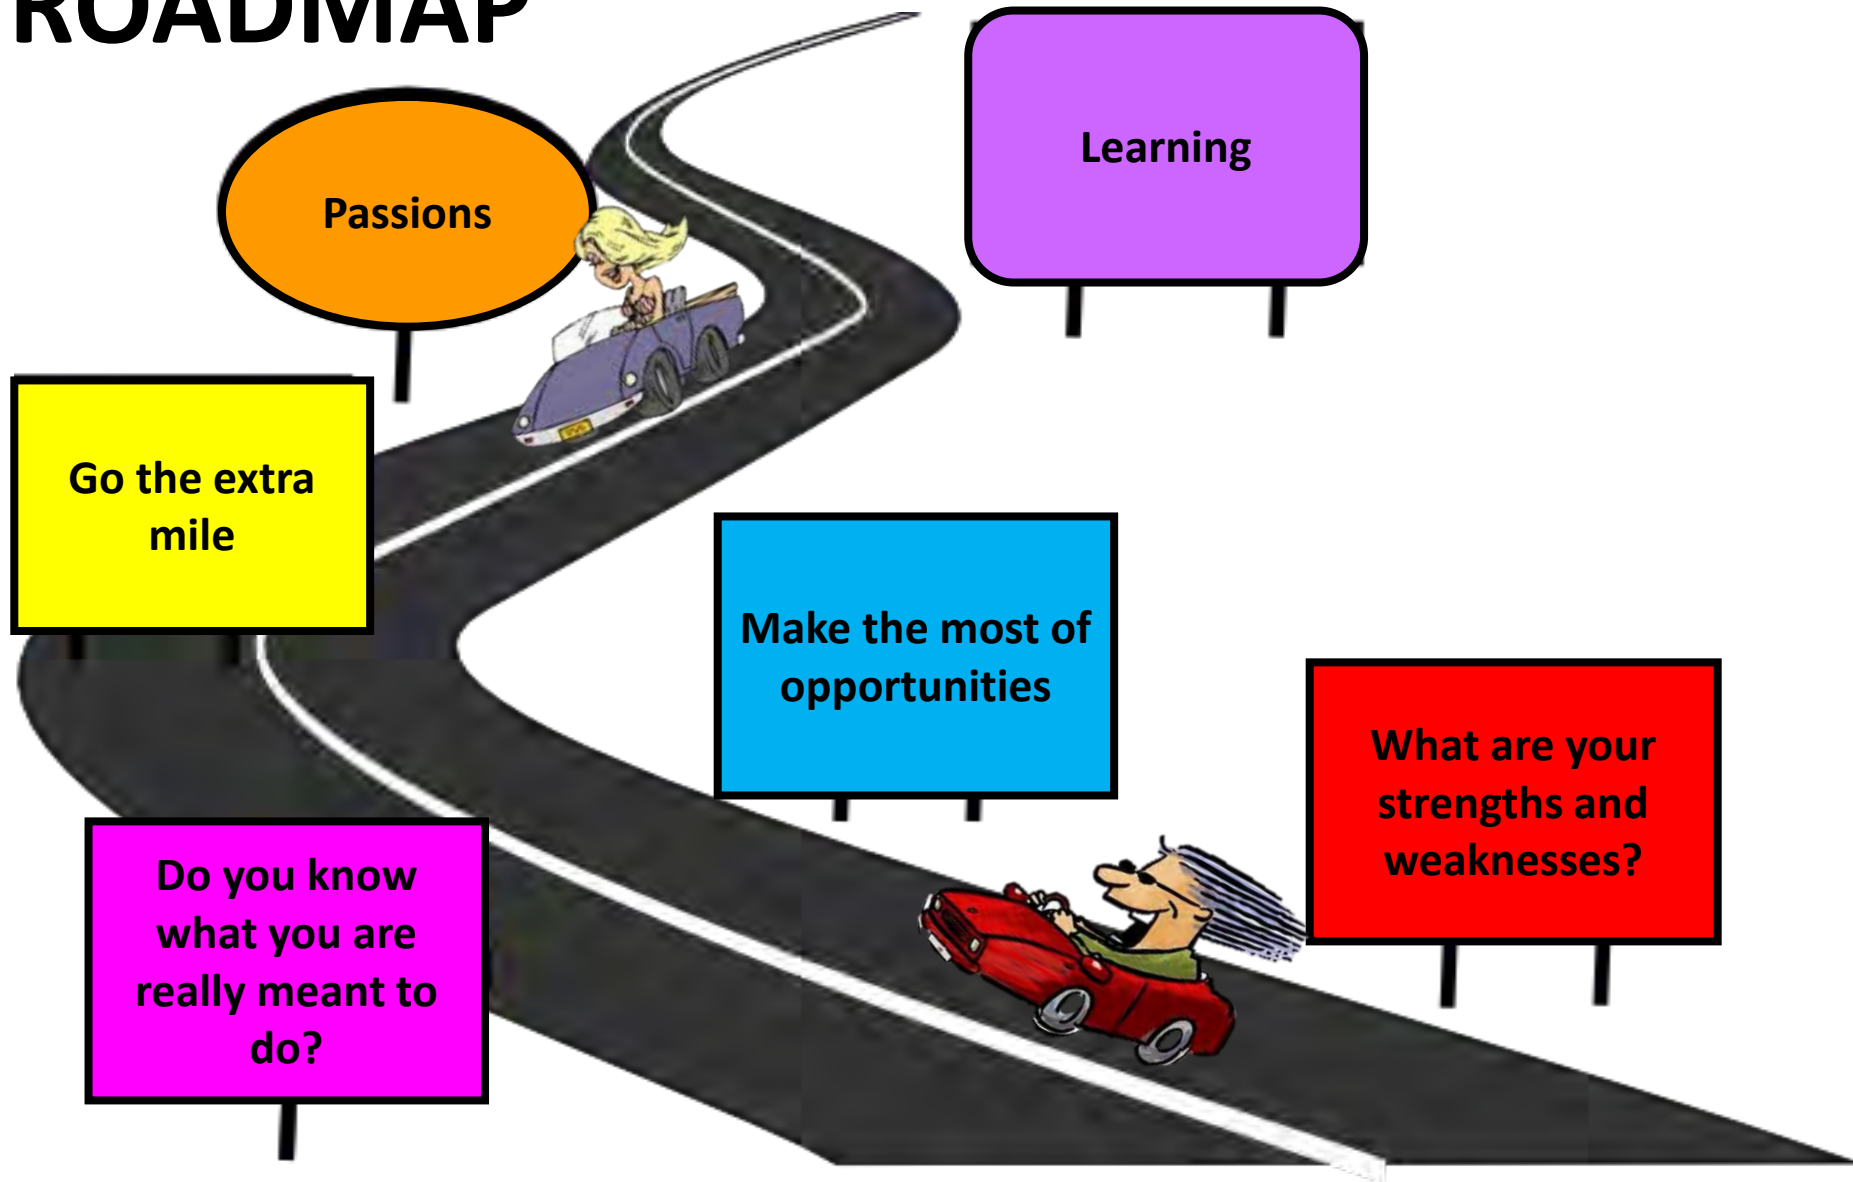 ROADMAP
Learning
Passions
Go the extra
mile
Make the most of
opportunities
What are your
strengths and
weaknesses?
Do you know
what you are
really meant to
do?